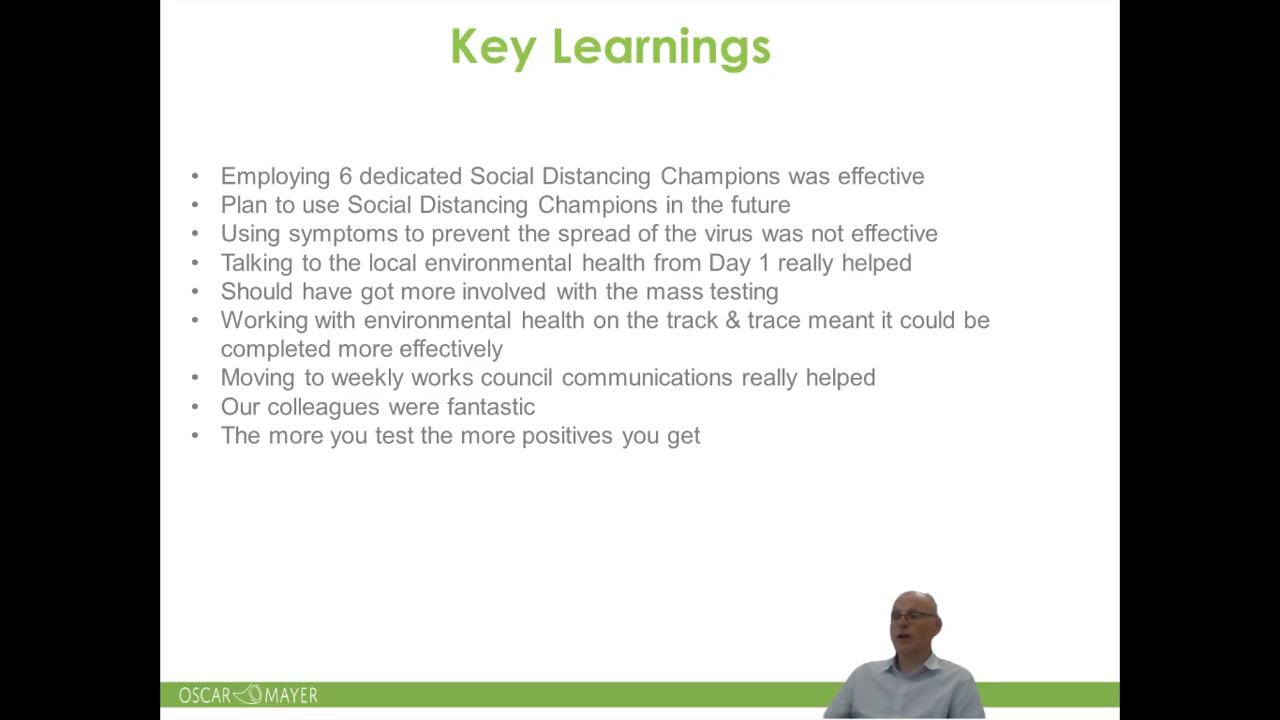 Key Learnings
• Employing 6 dedicated Social Distancing Champions was effective
• Plan to use Social Distancing Champions in the future
• Using symptoms to prevent the spread of the virus was not effective
• Talking to the local environmental health from Day 1 really helped
• Should have got more involved with the mass testing
• Working with environmental health on the track & trace meant it could be
completed more effectively
• Moving to weekly works council communications really helped
• Our colleagues were fantastic
• The more you test the more positives you get
OSCAR MAYER